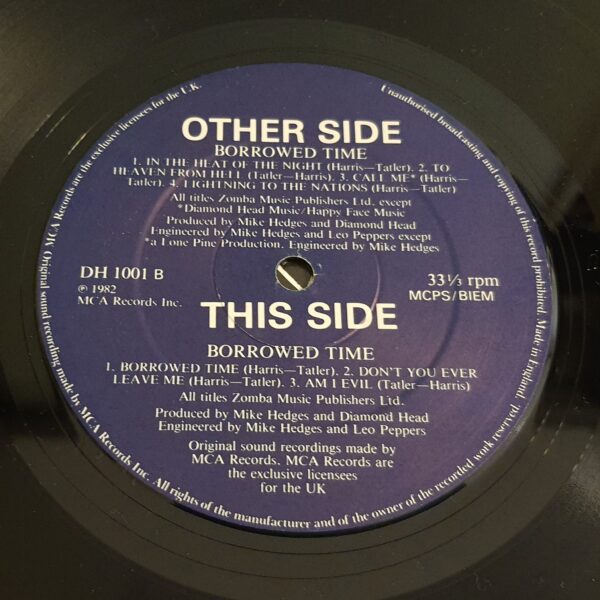 OTHER SIDE
BORROWED TIME
1. IN THE HEAT OF THE NIGHT (Harris—Tatler). 2. TO
HEAVEN FROM HELL (Tatler—Harris). 3. CALL ME* (Harris—
Tatler). 4. LIGHTNING TO THE NATIONS (Harris—Tatler)
All titles Zomba Music Publishers Ltd. except
*Diamond Head Music/Happy Face Music
Produced by Mike Hedges and Diamond Head
Engineered by Mike Hedges and Leo Peppers except
*a Lone Pine Production. Engineered by Mike Hedges
DH 1001 B
℗ 1982
MCA Records Inc.
33⅓ rpm
MCPS/BIEM
THIS SIDE
BORROWED TIME
1. BORROWED TIME (Harris—Tatler). 2. DON'T YOU EVER
LEAVE ME (Harris—Tatler). 3. AM I EVIL (Tatler—Harris)
All titles Zomba Music Publishers Ltd.
Produced by Mike Hedges and Diamond Head
Engineered by Mike Hedges and Leo Peppers
Original sound recordings made by
MCA Records. MCA Records are
the exclusive licensees
for the UK
Original sound recording made by MCA Records Inc. All rights of the manufacturer and of the owner of the recorded work reserved. Unauthorised broadcasting and copying of this record prohibited. Made in England.
MCA Records are the exclusive licensees for the U.K.